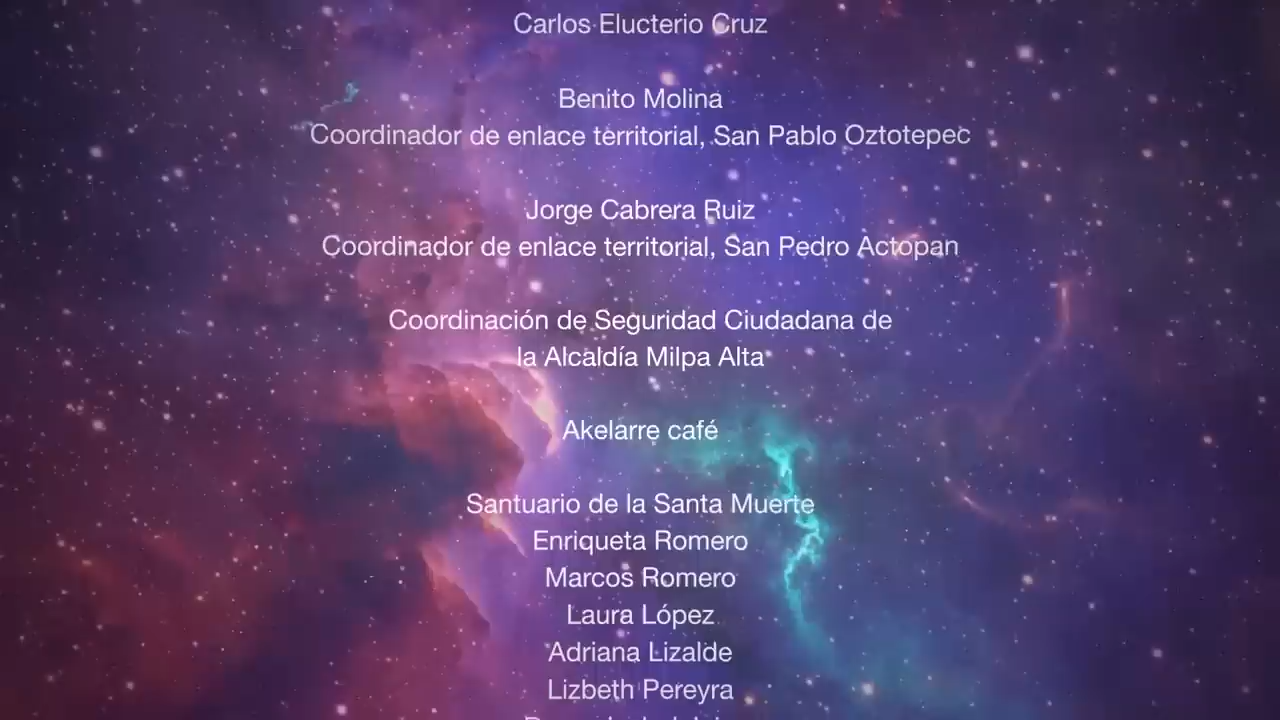 Carlos Elucterio Cruz
Benito Molina
Coordinador de enlace territorial, San Pablo Oztotepec
Jorge Cabrera Ruiz
Coordinador de enlace territorial, San Pedro Actopan
Coordinación de Seguridad Ciudadana de
la Alcaldía Milpa Alta
Akelarre café
Santuario de la Santa Muerte
Enriqueta Romero
Marcos Romero
Laura López
Adriana Lizalde
Lizbeth Pereyra